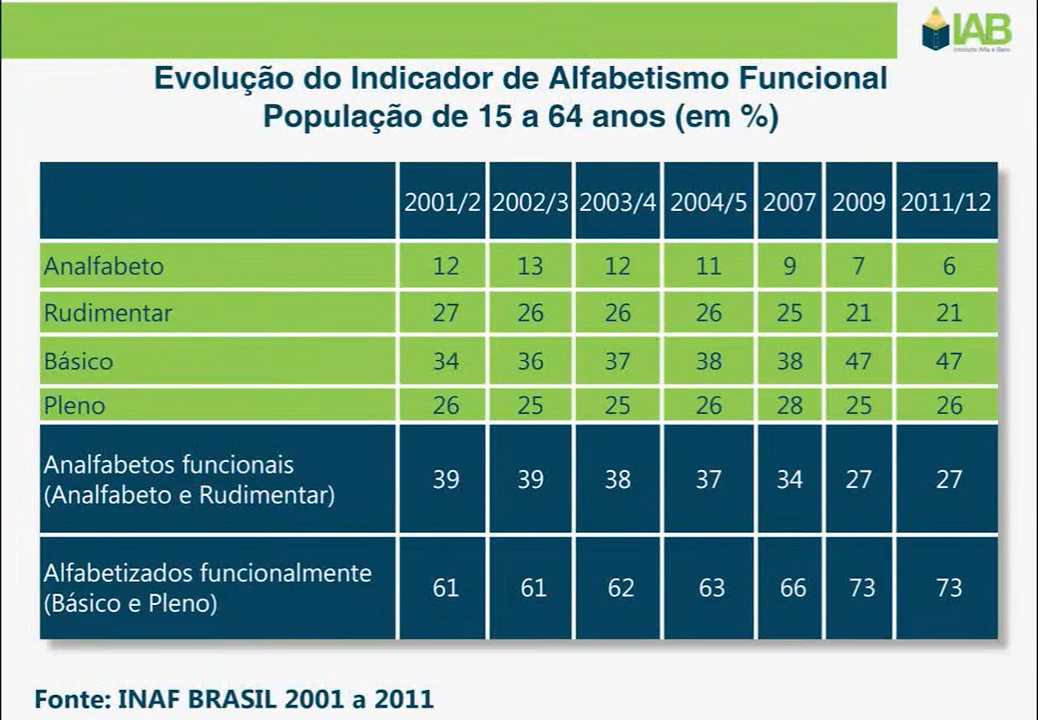 IAB
Instituto Alfa e Beto
Evolução do Indicador de Alfabetismo Funcional
População de 15 a 64 anos (em %)
2001/2 2002/3 2003/4 2004/5 2007 2009 2011/12
Analfabeto 12 13 12 11 9 7 6
Rudimentar 27 26 26 26 25 21 21
Básico 34 36 37 38 38 47 47
Pleno 26 25 25 26 28 25 26
Analfabetos funcionais
(Analfabeto e Rudimentar) 39 39 38 37 34 27 27
Alfabetizados funcionalmente
(Básico e Pleno) 61 61 62 63 66 73 73
Fonte: INAF BRASIL 2001 a 2011